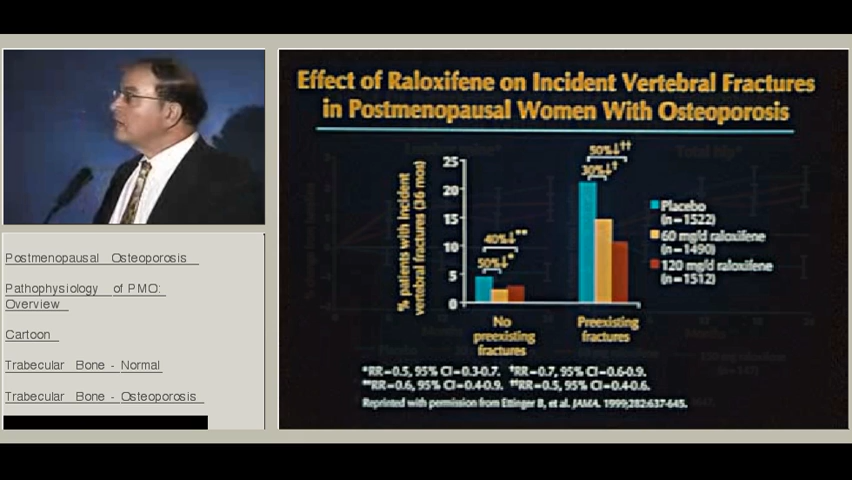 Effect of Raloxifene on Incident Vertebral Fractures
in Postmenopausal Women With Osteoporosis
% patients with Incident
vertebral fractures (36 mos)
25
20
15
10
5
0
40%↓**
50%↓*
50%↓††
30%↓†
No
preexisting
fractures
Preexisting
fractures
Placebo
(n=1522)
60 mg/d raloxifene
(n=1490)
120 mg/d raloxifene
(n=1512)
*RR=0.5, 95% CI=0.3-0.7. †RR=0.7, 95% CI=0.6-0.9.
**RR=0.6, 95% CI=0.4-0.9. ††RR=0.5, 95% CI=0.4-0.6.
Reprinted with permission from Ettinger B, et al. JAMA. 1999;282:637-645.
Postmenopausal Osteoporosis
Pathophysiology of PMO:
Overview
Cartoon
Trabecular Bone - Normal
Trabecular Bone - Osteoporosis